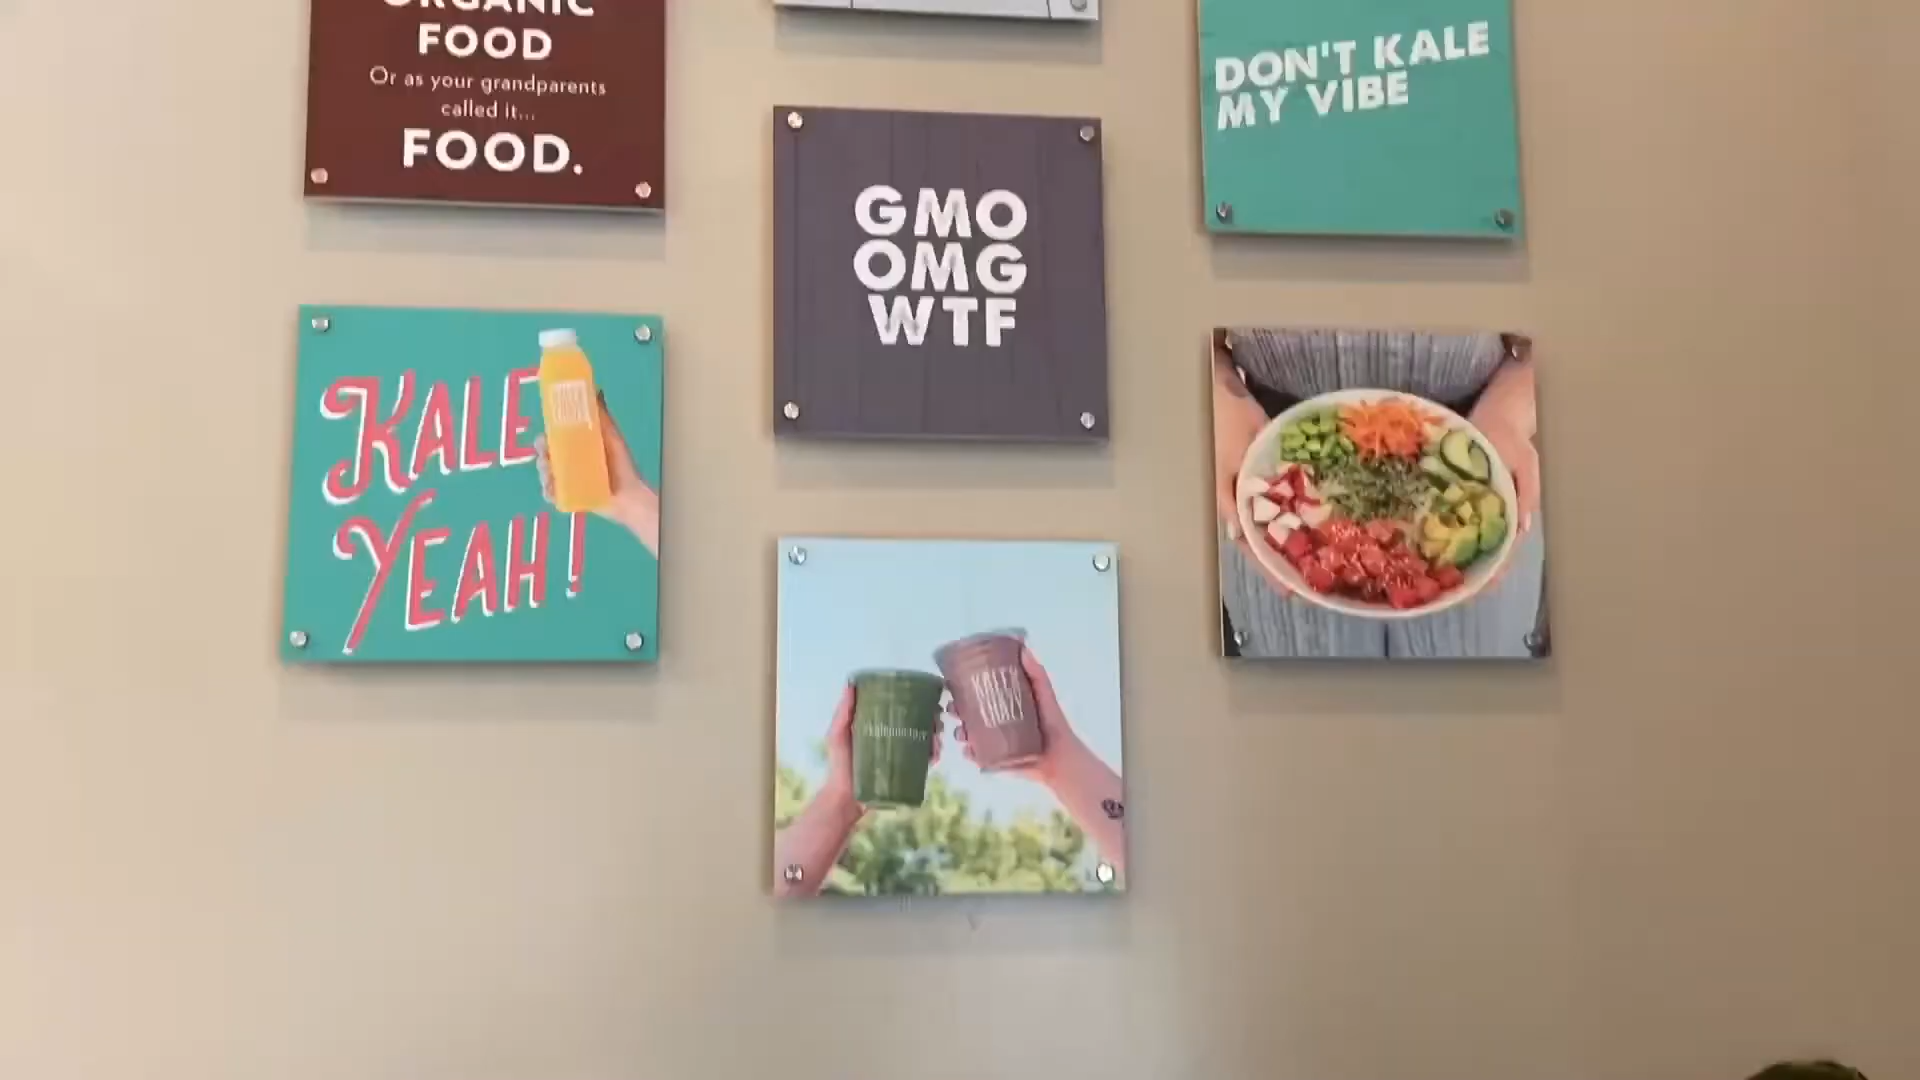 ORGANIC
FOOD
Or as your grandparents
called it...
FOOD.
DON'T KALE
MY VIBE
GMO
OMG
WTF
KALE
YEAH!
KALE ME
CRAZY